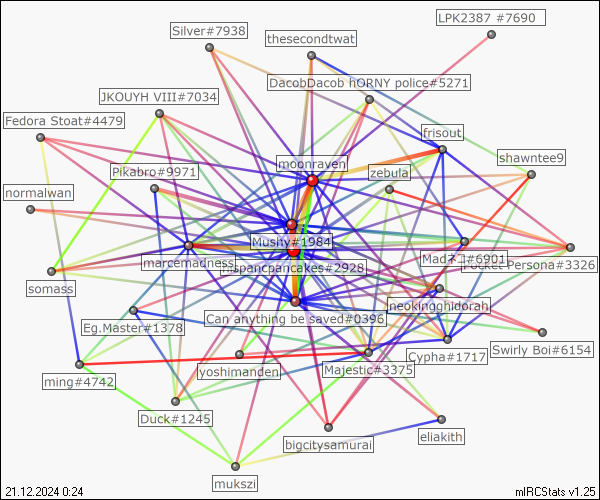 LPK2387 #7690
Silver#7938
thesecondtwat
DacobDacob hORNY police#5271
JKOUYH VIII#7034
Fedora Stoat#4479
frisout
shawntee9
moonraven
zebula
Pikabro#9971
normalwan
Mushy#1984
Madネコ#6901
marcemadness
spanchancakes#2928
Pocket Persona#3326
somass
neokingghidorah
Can anything be saved#0396
Eg.Master#1378
Swirly Boi#6154
Cypha#1717
yoshimanden
Majestic#3375
ming#4742
Duck#1245
eliakith
bigcitysamurai
mukszi
21.12.2024 0:24
mIRCStats v1.25